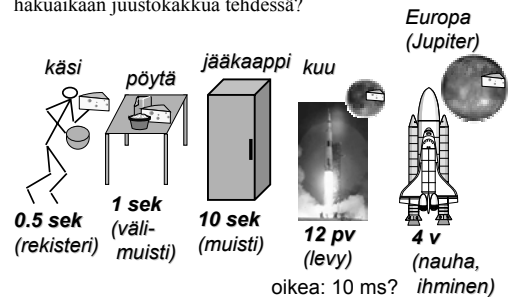 hakuaikaan juustokakkua tehdessä?
Europa
(Jupiter)
käsi
pöytä
jääkaappi
kuu
0.5 sek
(rekisteri)
1 sek
(väli-
muisti)
10 sek
(muisti)
12 pv
(levy)
4 v
(nauha,
ihminen)
oikea: 10 ms?